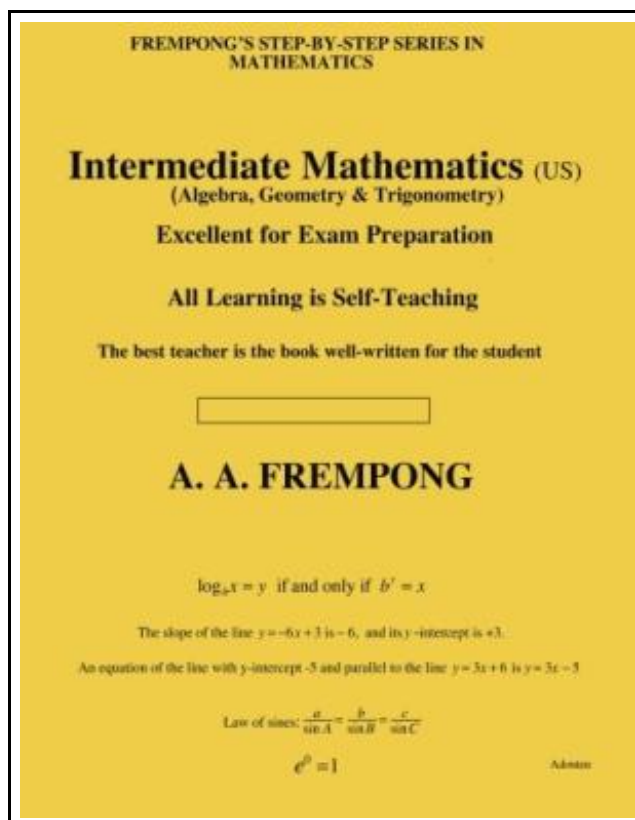 FREMPONG'S STEP-BY-STEP SERIES IN
MATHEMATICS
Intermediate Mathematics (US)
(Algebra, Geometry & Trigonometry)
Excellent for Exam Preparation
All Learning is Self-Teaching
The best teacher is the book well-written for the student
A. A. FREMPONG
log_b x = y if and only if b^y = x
The slope of the line y = −6x + 3 is − 6, and its y -intercept is +3.
An equation of the line with y-intercept -5 and parallel to the line y = 3x + 6 is y = 3x − 5
Law of sines: a/sin A = b/sin B = c/sin C
e^0 = 1